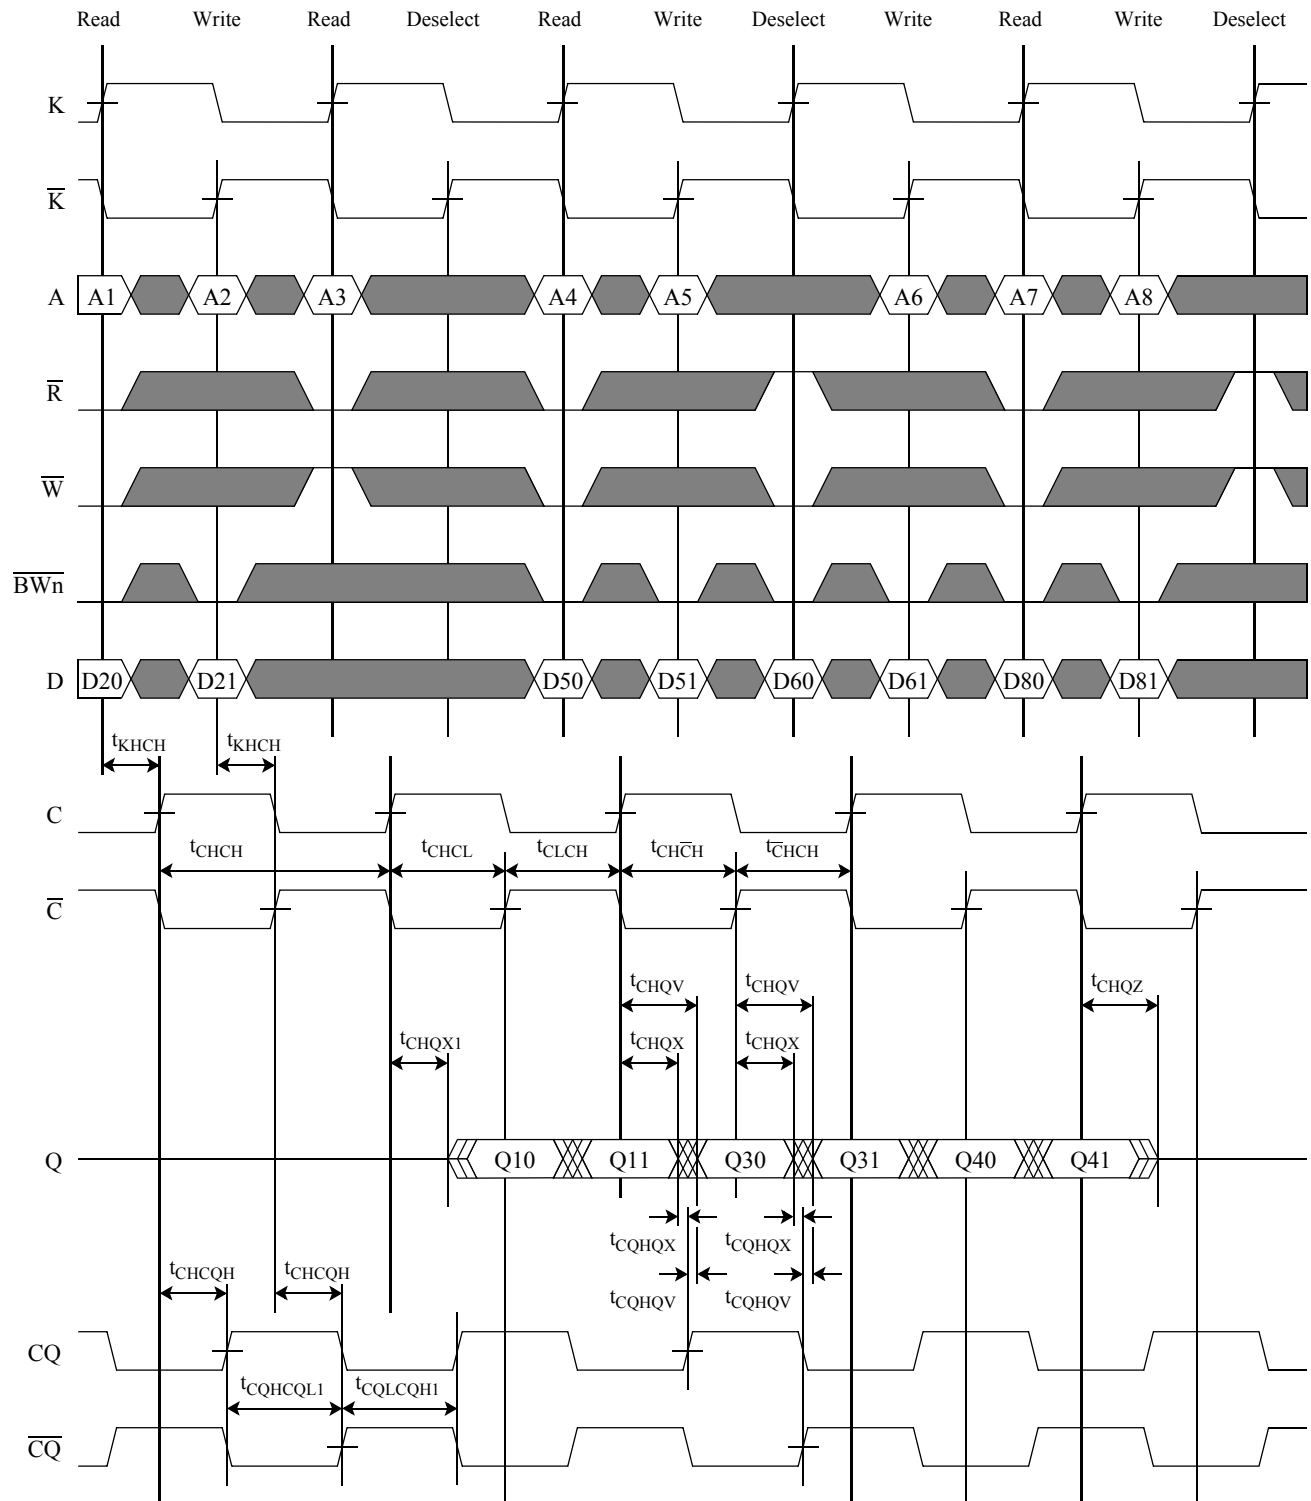 Read Write Read Deselect Read Write Deselect Write Read Write Deselect
K
K̅
A A1 A2 A3 A4 A5 A6 A7 A8
R̅
W̅
B̅W̅n̅
D D20 D21 D50 D51 D60 D61 D80 D81
tKHCH tKHCH
C
tCHCH tCHCL tCLCH tCHC̅H tC̅HCH
C̅
tCHQV tCHQV tCHQZ
tCHQX1 tCHQX tCHQX
Q Q10 Q11 Q30 Q31 Q40 Q41
tCQHQX tCQHQX
tCHCQH tCHCQH
tCQHQV tCQHQV
CQ
tCQHCQL1 tCQLCQH1
C̅Q̅